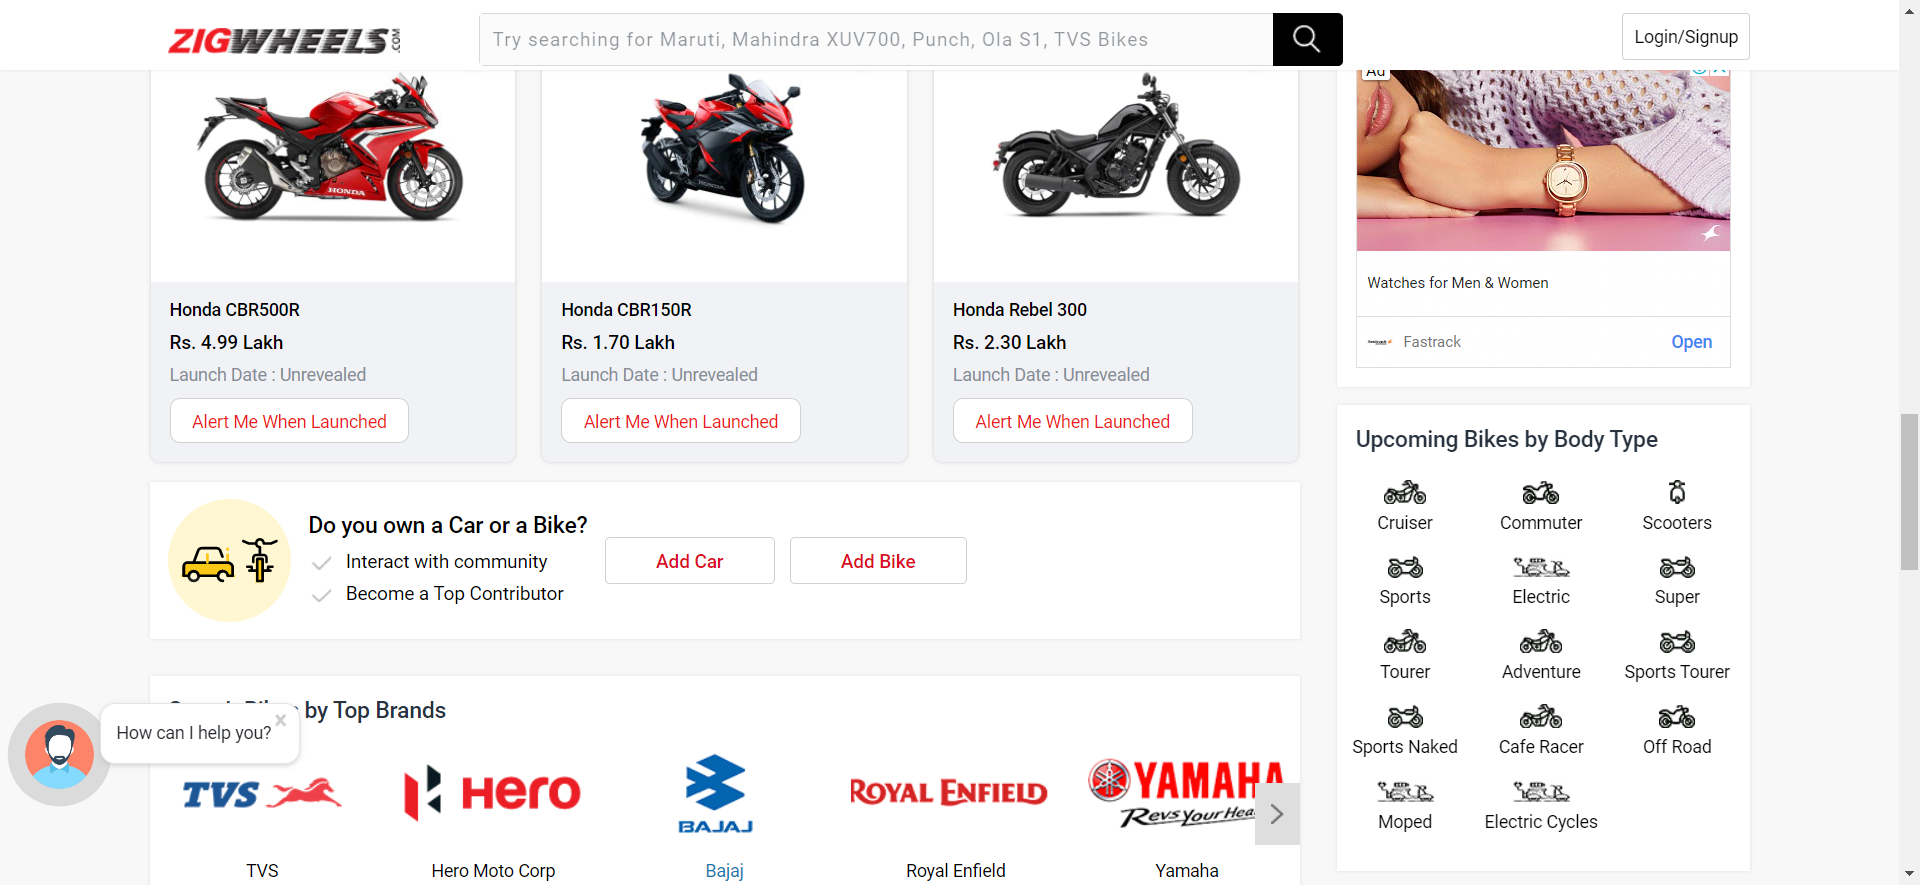 ZIGWHEELS.COM
Try searching for Maruti, Mahindra XUV700, Punch, Ola S1, TVS Bikes
Login/Signup
HONDA
HONDA
Honda CBR500R
Rs. 4.99 Lakh
Launch Date : Unrevealed
Alert Me When Launched
Honda CBR150R
Rs. 1.70 Lakh
Launch Date : Unrevealed
Alert Me When Launched
Honda Rebel 300
Rs. 2.30 Lakh
Launch Date : Unrevealed
Alert Me When Launched
Ad
Watches for Men & Women
Fastrack
Open
Do you own a Car or a Bike?
Interact with community
Become a Top Contributor
Add Car
Add Bike
Upcoming Bikes by Body Type
Cruiser
Commuter
Scooters
Sports
Electric
Super
Tourer
Adventure
Sports Tourer
Sports Naked
Cafe Racer
Off Road
Moped
Electric Cycles
by Top Brands
How can I help you?
TVS
Hero
BAJAJ
ROYAL ENFIELD
YAMAHA
Revs Your Hea
TVS
Hero Moto Corp
Bajaj
Royal Enfield
Yamaha